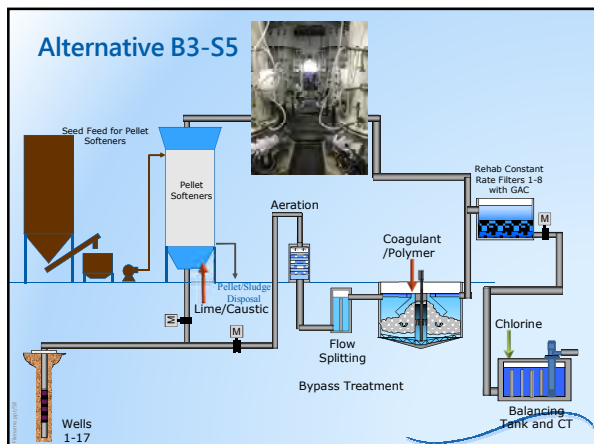 Alternative B3-S5
Seed Feed for Pellet
Softeners
Pellet
Softeners
Rehab Constant
Rate Filters 1-8
with GAC
M
Aeration
Coagulant
/Polymer
Pellet/Sludge
Disposal
Lime/Caustic
M
M
Flow
Splitting
Chlorine
Bypass Treatment
Balancing
Tank and CT
Wells
1-17